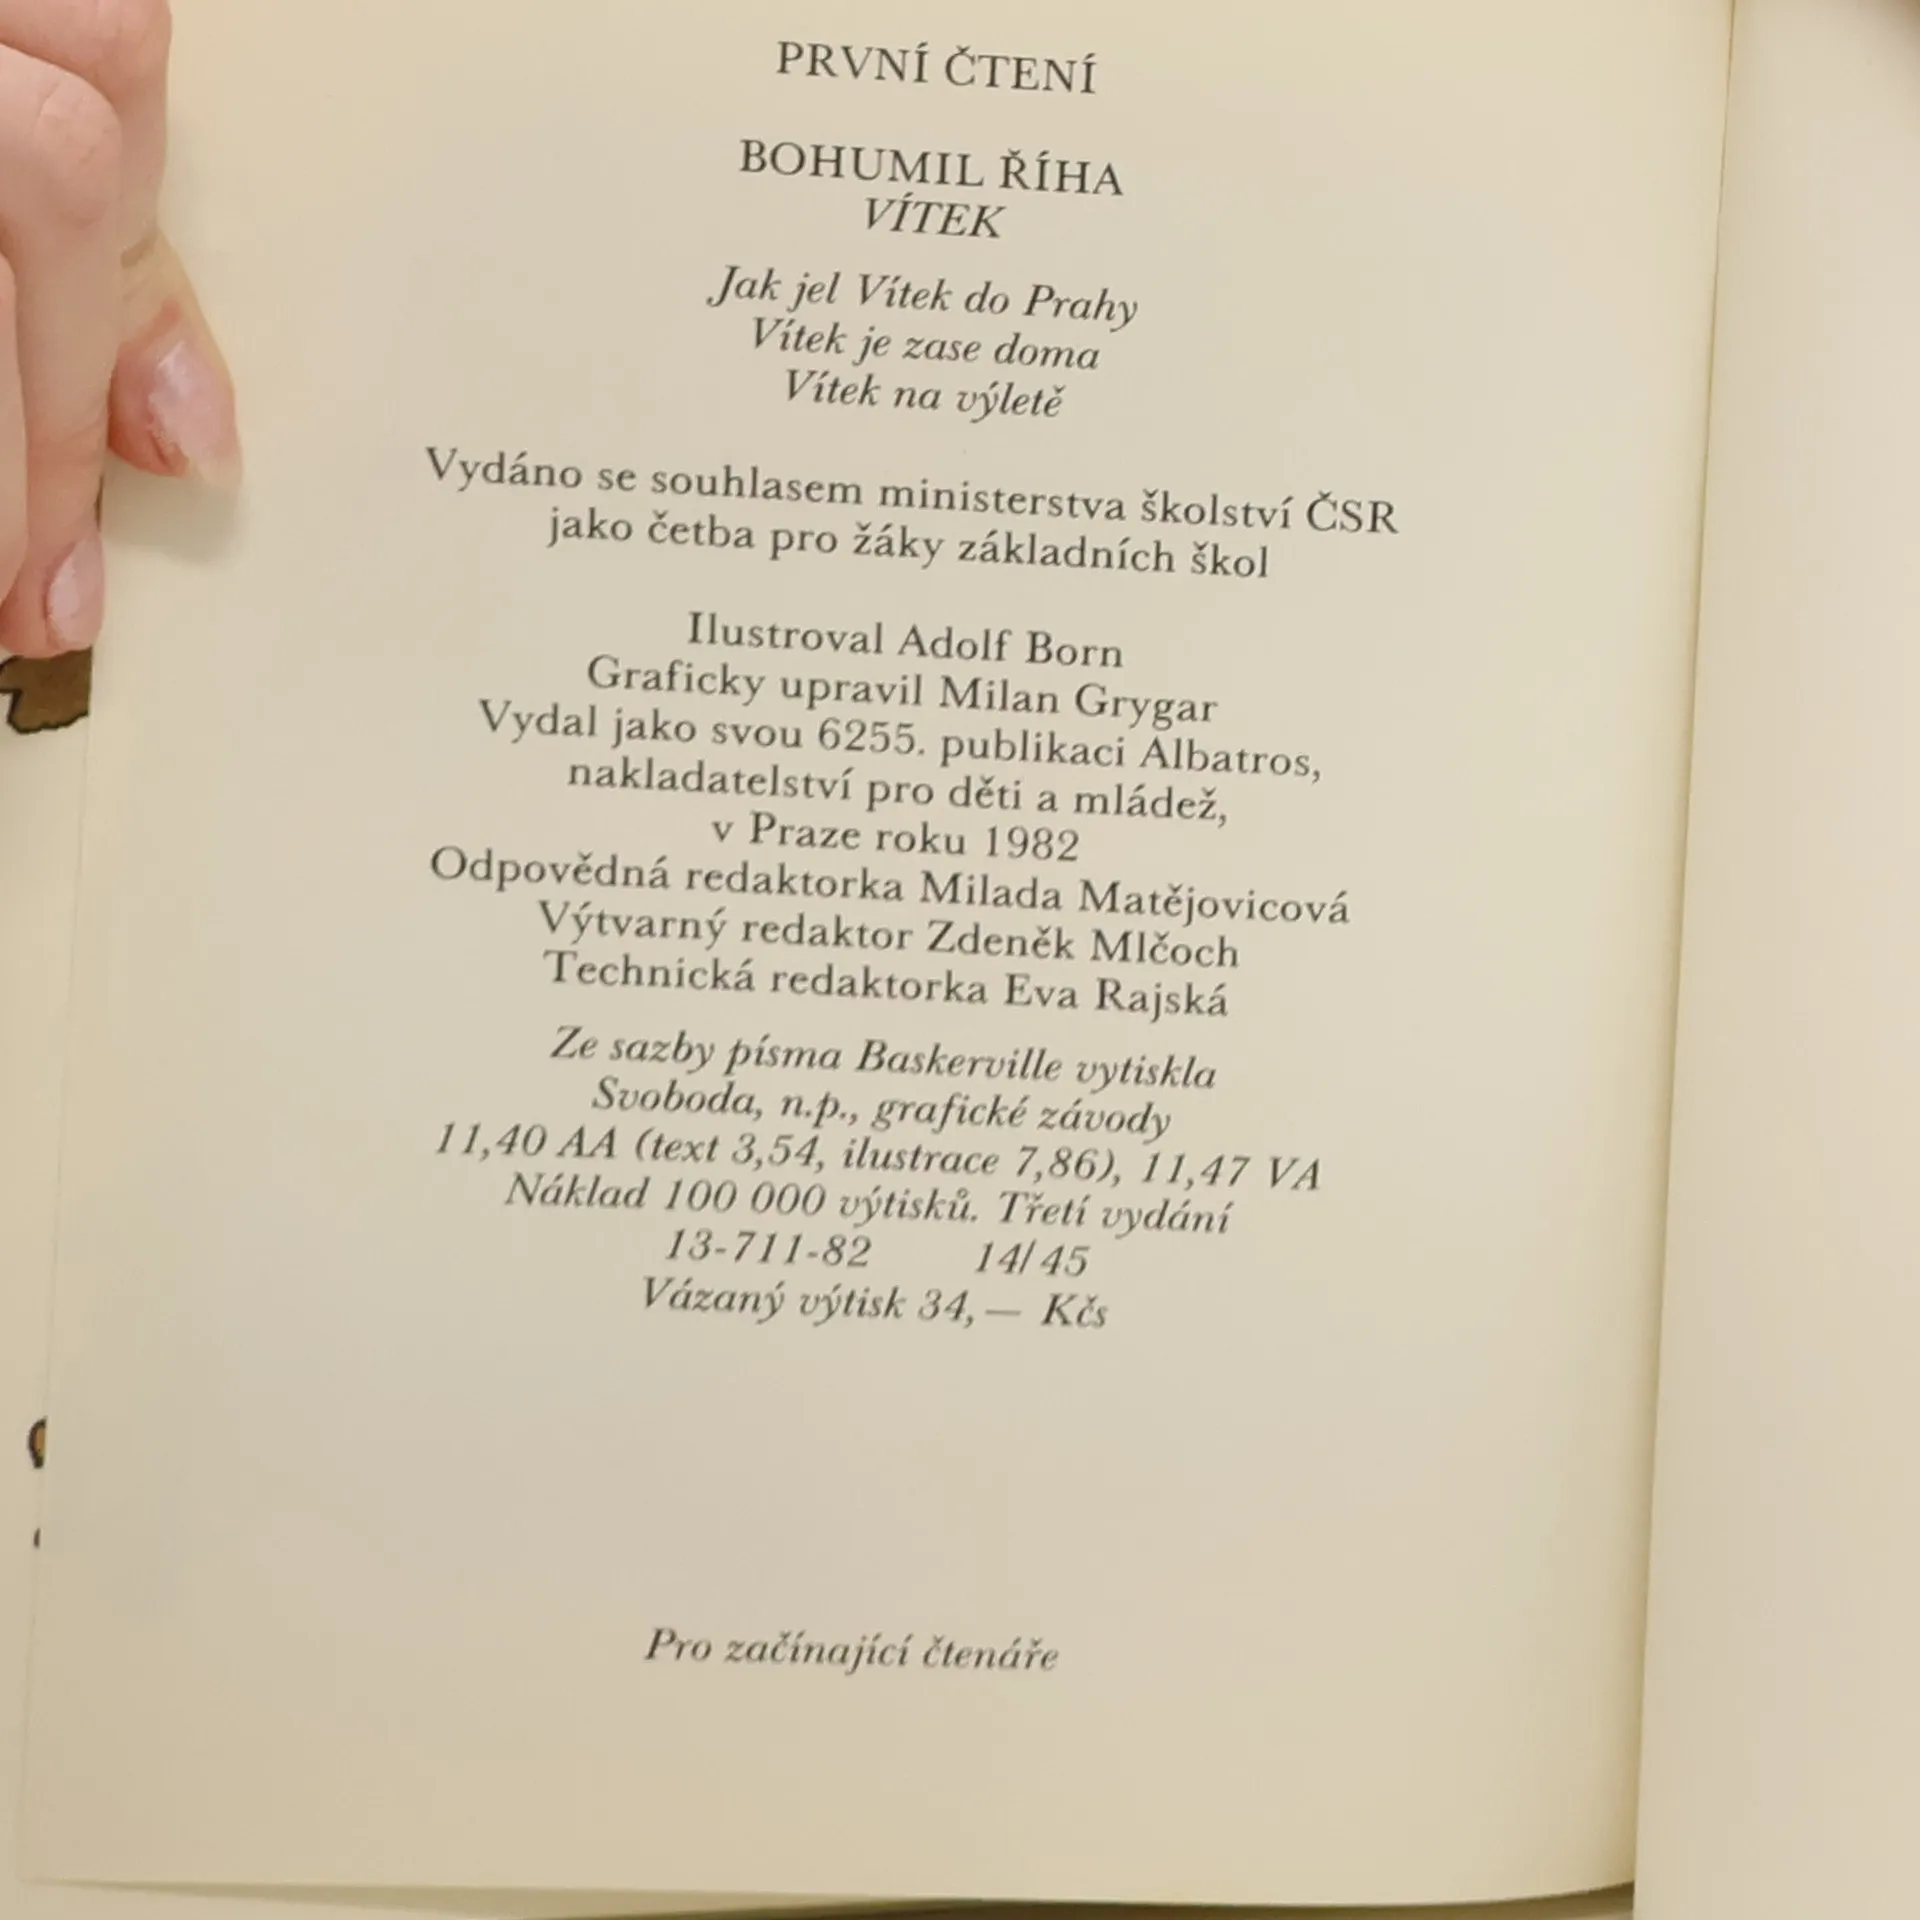 PRVNÍ ČTENÍ
BOHUMIL ŘÍHA
VÍTEK
Jak jel Vítek do Prahy
Vítek je zase doma
Vítek na výletě
Vydáno se souhlasem ministerstva školství ČSR
jako četba pro žáky základních škol
Ilustroval Adolf Born
Graficky upravil Milan Grygar
Vydal jako svou 6255. publikaci Albatros,
nakladatelství pro děti a mládež,
v Praze roku 1982
Odpovědná redaktorka Milada Matějovicová
Výtvarný redaktor Zdeněk Mlčoch
Technická redaktorka Eva Rajská
Ze sazby písma Baskerville vytiskla
Svoboda, n.p., grafické závody
11,40 AA (text 3,54, ilustrace 7,86), 11,47 VA
Náklad 100 000 výtisků. Třetí vydání
13-711-82 14/45
Vázaný výtisk 34,— Kčs
Pro začínající čtenáře